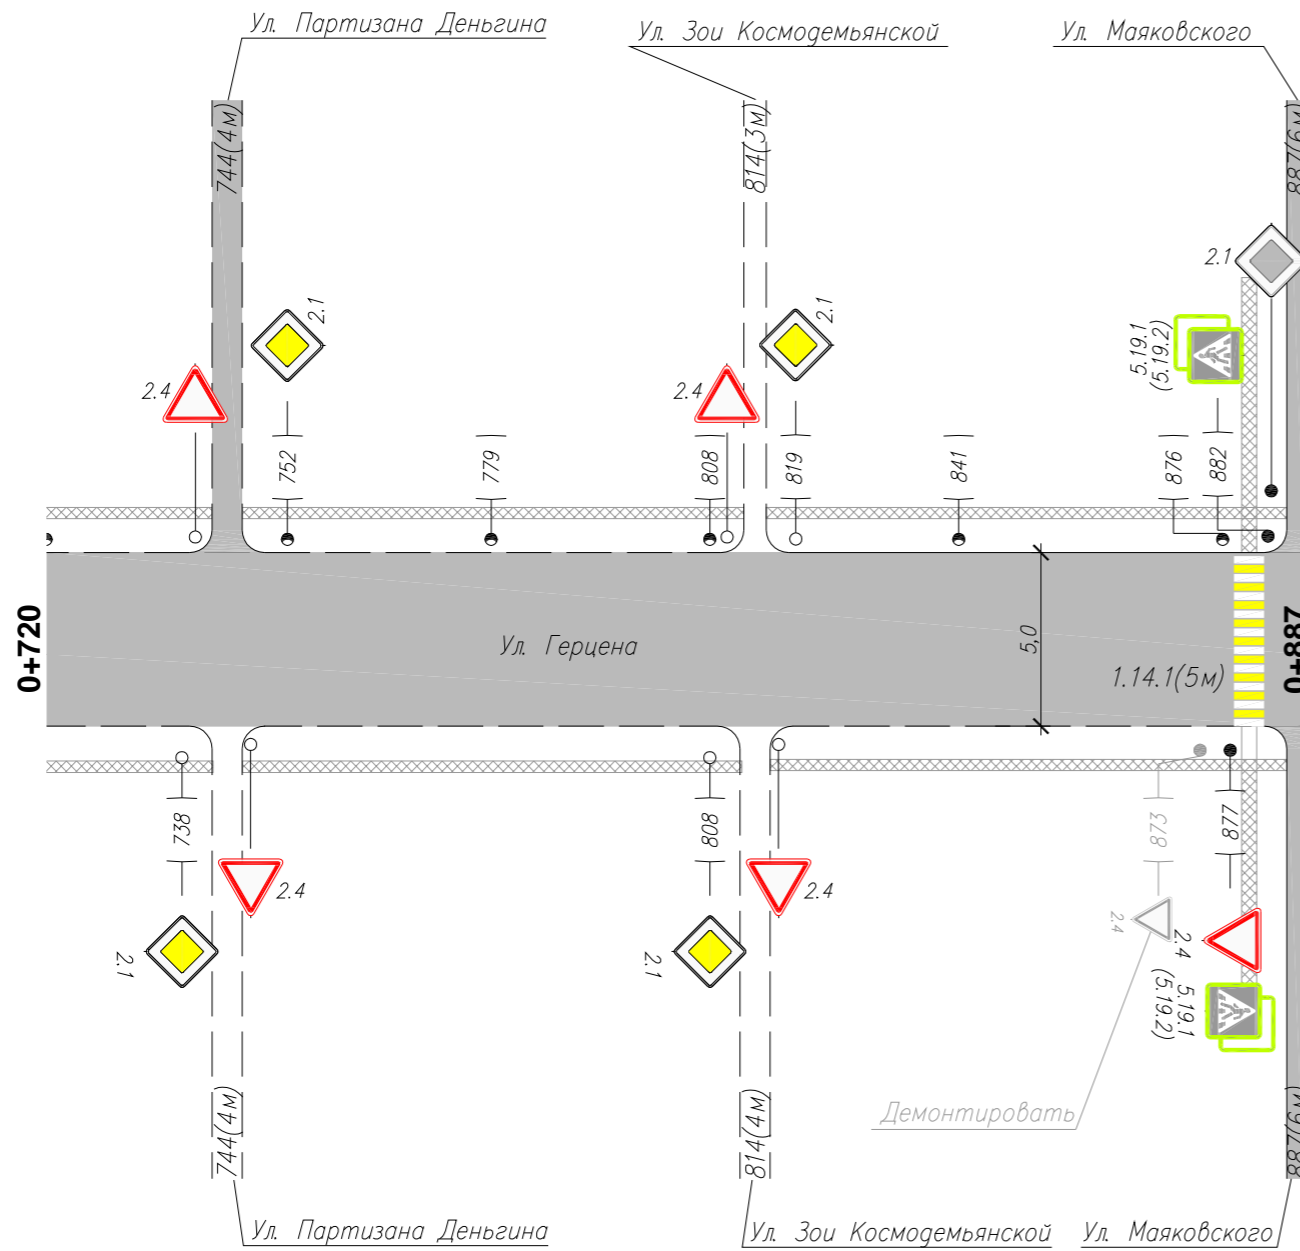 Ул. Партизана Деньгина
Ул. Зои Космодемьянской
Ул. Маяковского
744(4м)
814(3м)
887(6м)
2.1
2.1
2.1
5.19.1
(5.19.2)
2.4
2.4
752
779
808
819
841
876
882
0+720
Ул. Герцена
5,0
1.14.1(5м)
0+887
738
808
873
877
2.4
2.4
2.4
2.4
2.1
2.1
5.19.1
(5.19.2)
Демонтировать
744(4м)
814(4м)
887(6м)
Ул. Партизана Деньгина
Ул. Зои Космодемьянской
Ул. Маяковского